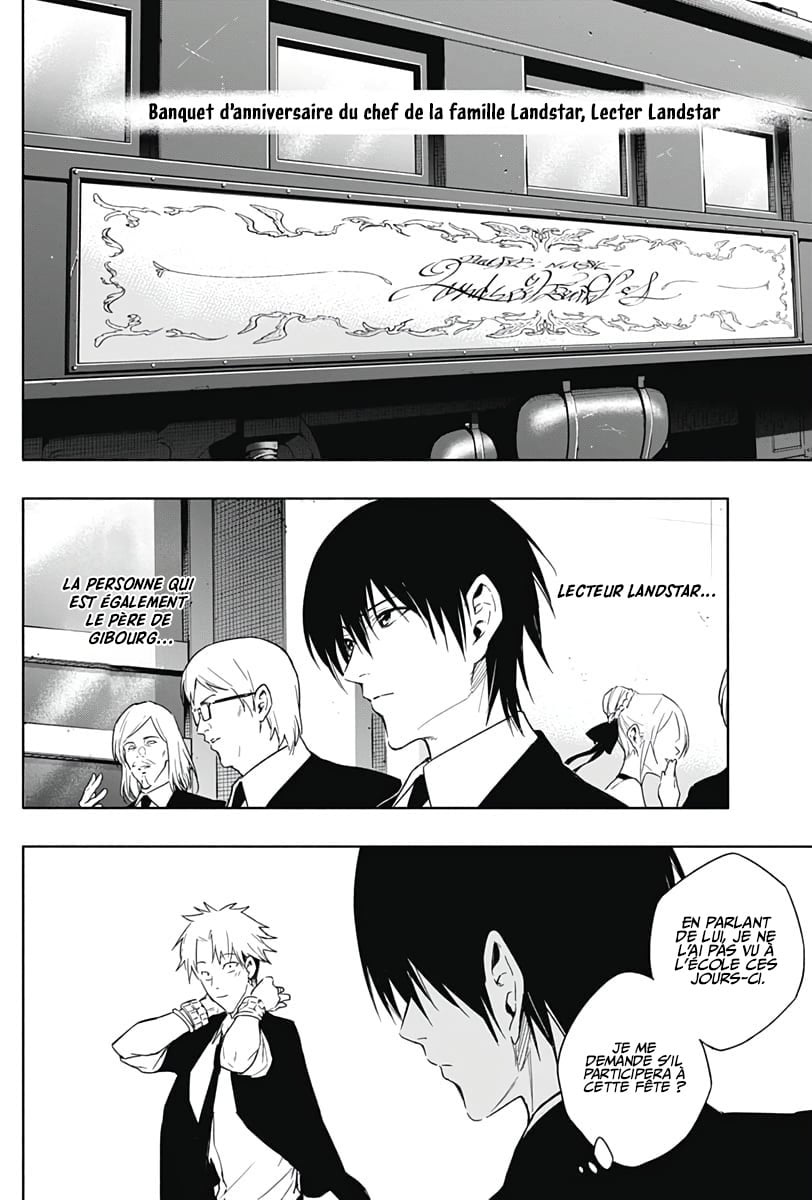 Banquet d'anniversaire du chef de la famille Landstar, Lecter Landstar
LECTEUR LANDSTAR...
LA PERSONNE QUI
EST ÉGALEMENT
LE PÈRE DE
GIBOURG...
EN PARLANT
DE LUI, JE NE
L'AI PAS VU À
L'ÉCOLE CES
JOURS-CI.
JE ME
DEMANDE S'IL
PARTICIPERA À
CETTE FÊTE ?